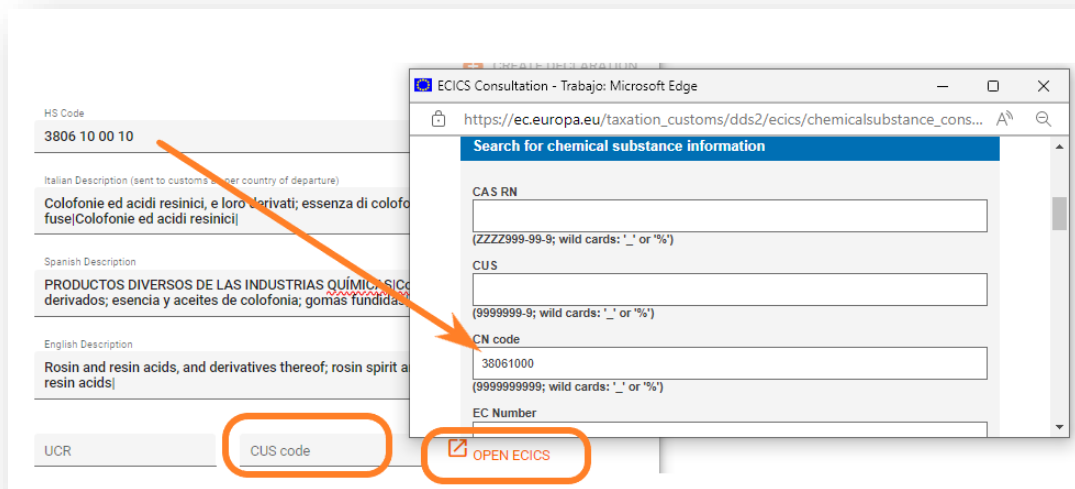 CREATE DECLARATION
HS Code
3806 10 00 10
Italian Description (sent to customs as per country of departure)
Colofonie ed acidi resinici, e loro derivati; essenza di colofo
fuse|Colofonie ed acidi resinici|
Spanish Description
PRODUCTOS DIVERSOS DE LAS INDUSTRIAS QUÍMICAS|Co
derivados; esencia y aceites de colofonia; gomas fundidas
English Description
Rosin and resin acids, and derivatives thereof; rosin spirit a
resin acids|
UCR
CUS code
OPEN ECICS
ECICS Consultation - Trabajo: Microsoft Edge
https://ec.europa.eu/taxation_customs/dds2/ecics/chemicalsubstance_cons...
Search for chemical substance information
CAS RN
(ZZZZ999-99-9; wild cards: '_' or '%')
CUS
(9999999-9; wild cards: '_' or '%')
CN code
38061000
(9999999999; wild cards: '_' or '%')
EC Number